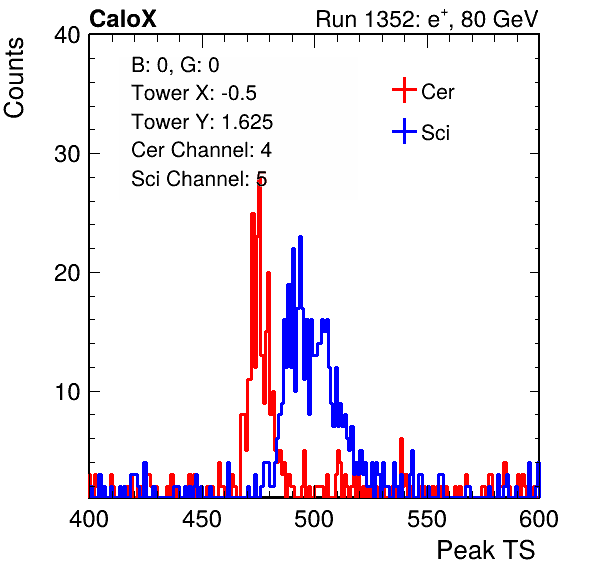 CaloX Run 1352: e⁺, 80 GeV
Counts
40
30
20
10
B: 0, G: 0
Tower X: -0.5
Tower Y: 1.625
Cer Channel: 4
Sci Channel: 5
Cer
Sci
400 450 500 550 600
Peak TS